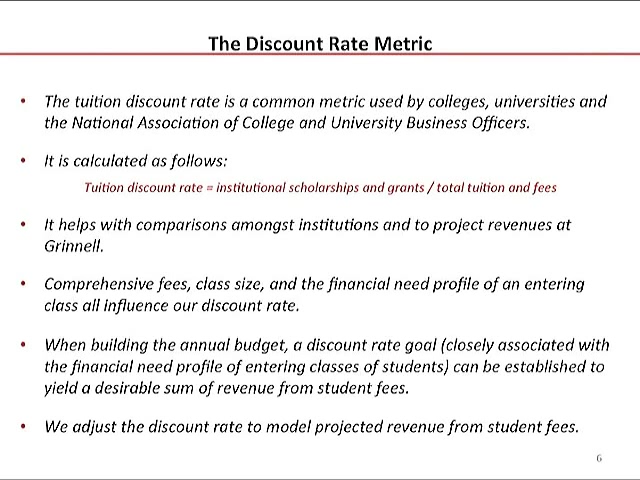 The Discount Rate Metric
• The tuition discount rate is a common metric used by colleges, universities and
the National Association of College and University Business Officers.
• It is calculated as follows:
Tuition discount rate = institutional scholarships and grants / total tuition and fees
• It helps with comparisons amongst institutions and to project revenues at
Grinnell.
• Comprehensive fees, class size, and the financial need profile of an entering
class all influence our discount rate.
• When building the annual budget, a discount rate goal (closely associated with
the financial need profile of entering classes of students) can be established to
yield a desirable sum of revenue from student fees.
• We adjust the discount rate to model projected revenue from student fees.
6